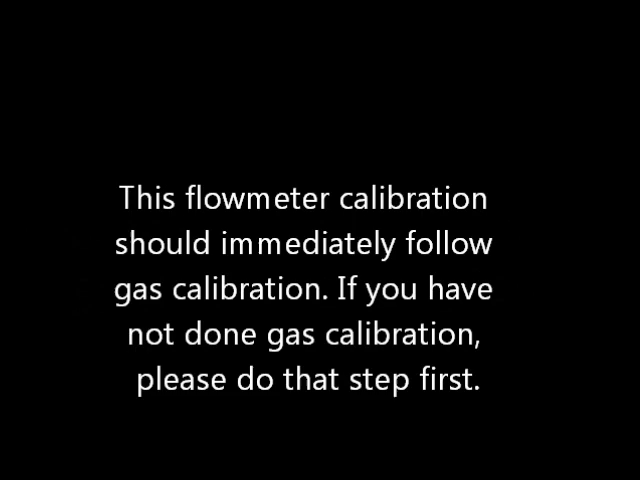 This flowmeter calibration
should immediately follow
gas calibration. If you have
not done gas calibration,
please do that step first.